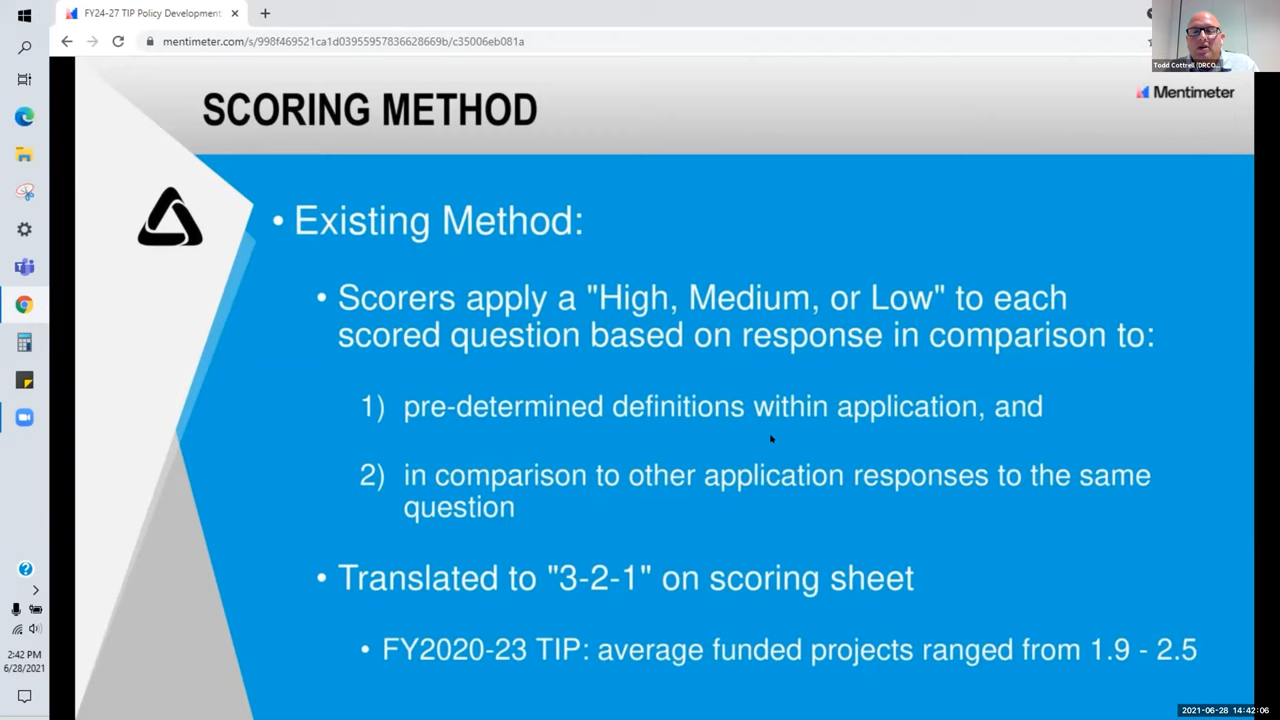 FY24-27 TIP Policy Development
mentimeter.com/s/998f469521ca1d03955957836628669b/c35006eb081a
Todd Cottrell (DRCO...
Mentimeter
SCORING METHOD
• Existing Method:
• Scorers apply a "High, Medium, or Low" to each
scored question based on response in comparison to:
1) pre-determined definitions within application, and
2) in comparison to other application responses to the same
question
• Translated to "3-2-1" on scoring sheet
• FY2020-23 TIP: average funded projects ranged from 1.9 - 2.5
2:42 PM
6/28/2021
2021-06-28 14:42:06